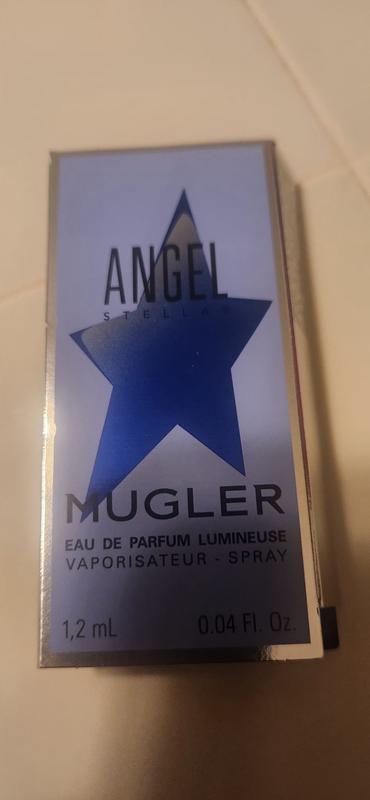 ANGEL
STELLAR
MUGLER
EAU DE PARFUM LUMINEUSE
VAPORISATEUR - SPRAY
1,2 mL 0.04 Fl. Oz.